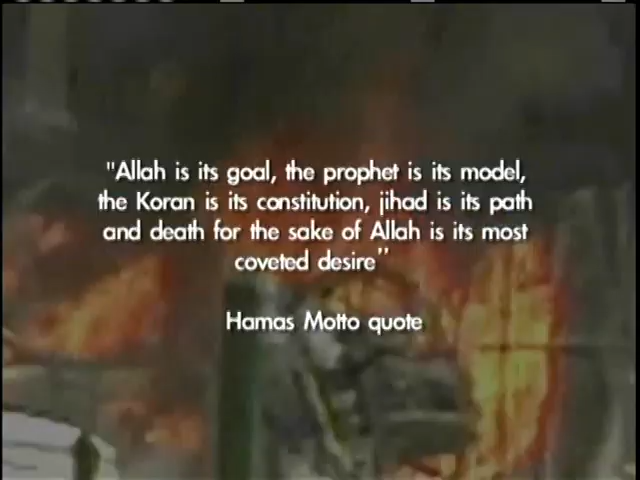 "Allah is its goal, the prophet is its model,
the Koran is its constitution, jihad is its path
and death for the sake of Allah is its most
coveted desire”
Hamas Motto quote